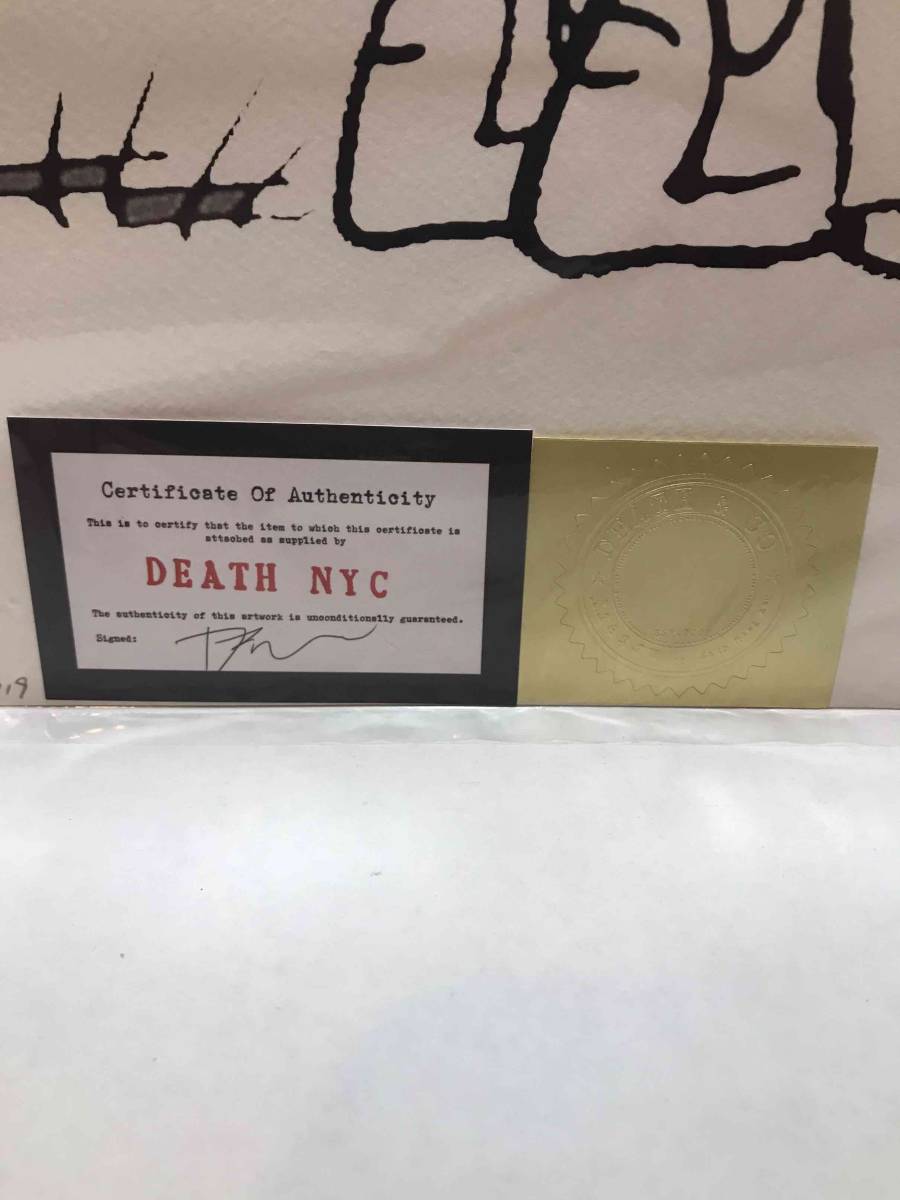 Certificate Of Authenticity
This is to certify that the item to which this certificate is
attached as supplied by
DEATH NYC
The authenticity of this artwork is unconditionally guaranteed.
Signed:
19